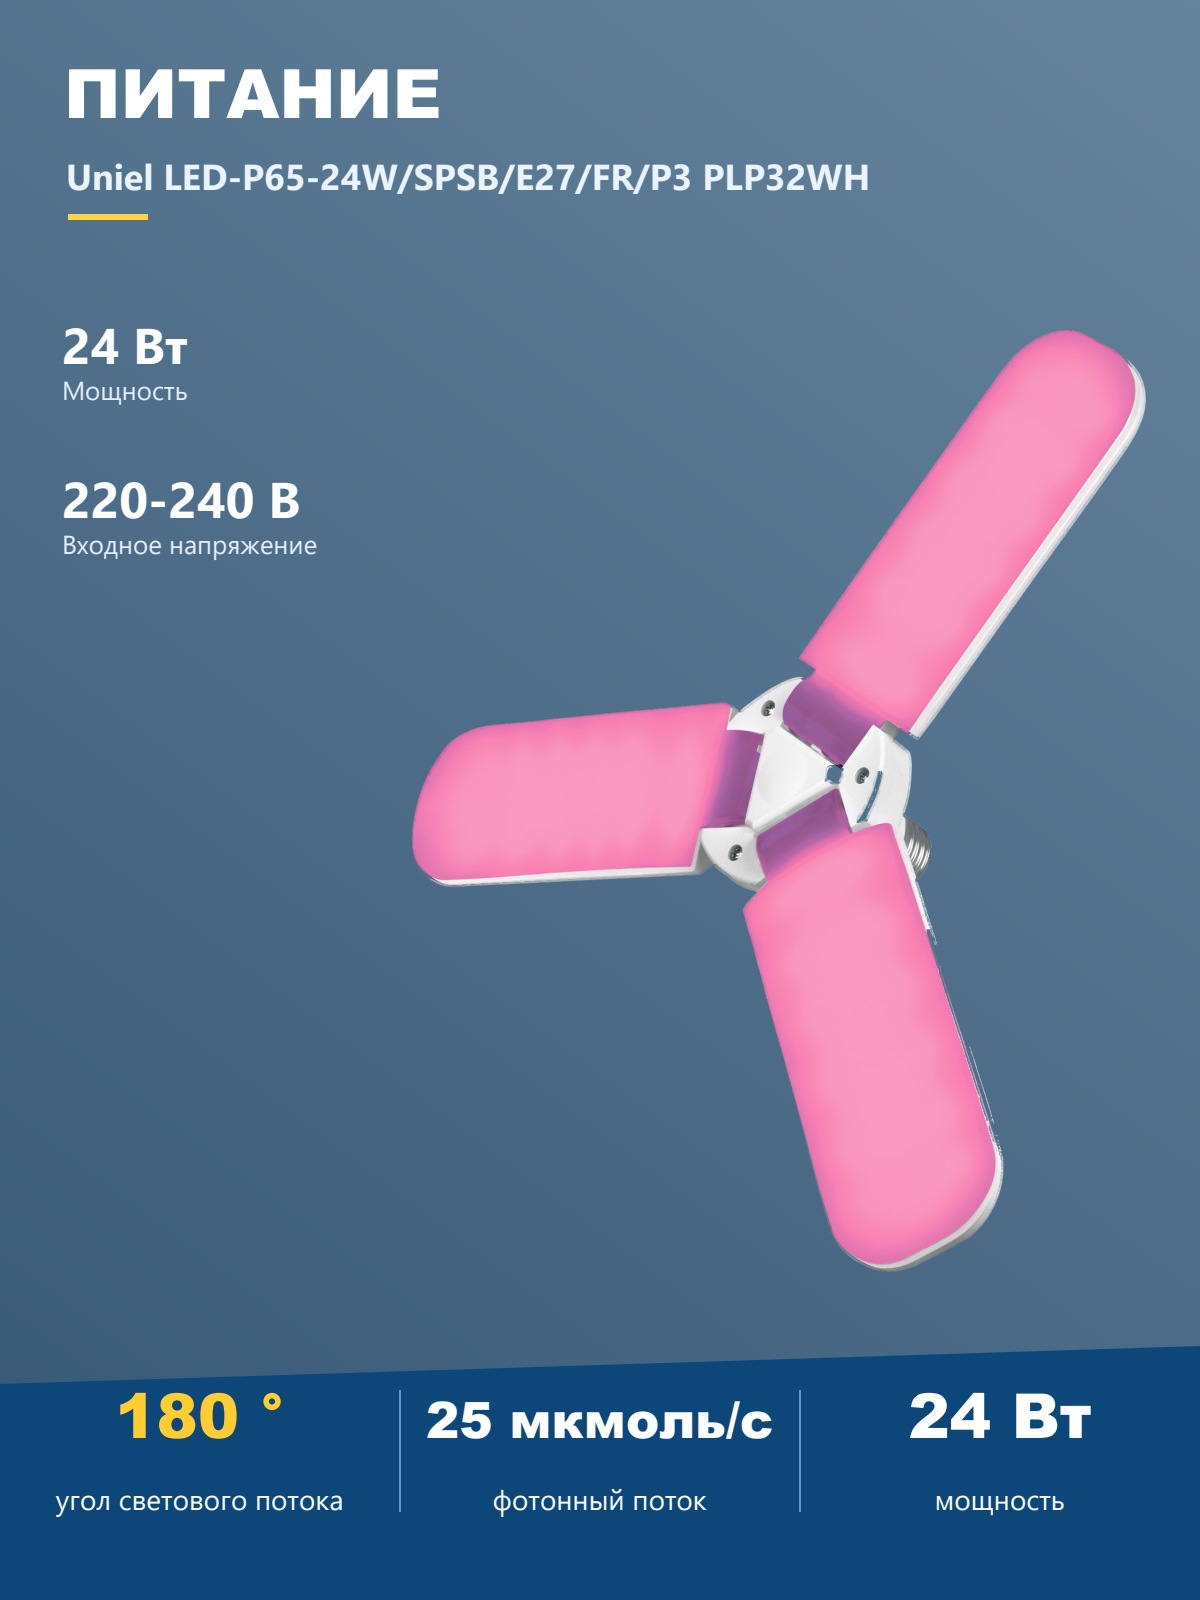 ПИТАНИЕ
Uniel LED-P65-24W/SPSB/E27/FR/P3 PLP32WH
24 Вт
Мощность
220-240 В
Входное напряжение
180 °
угол светового потока
25 мкмоль/с
фотонный поток
24 Вт
мощность